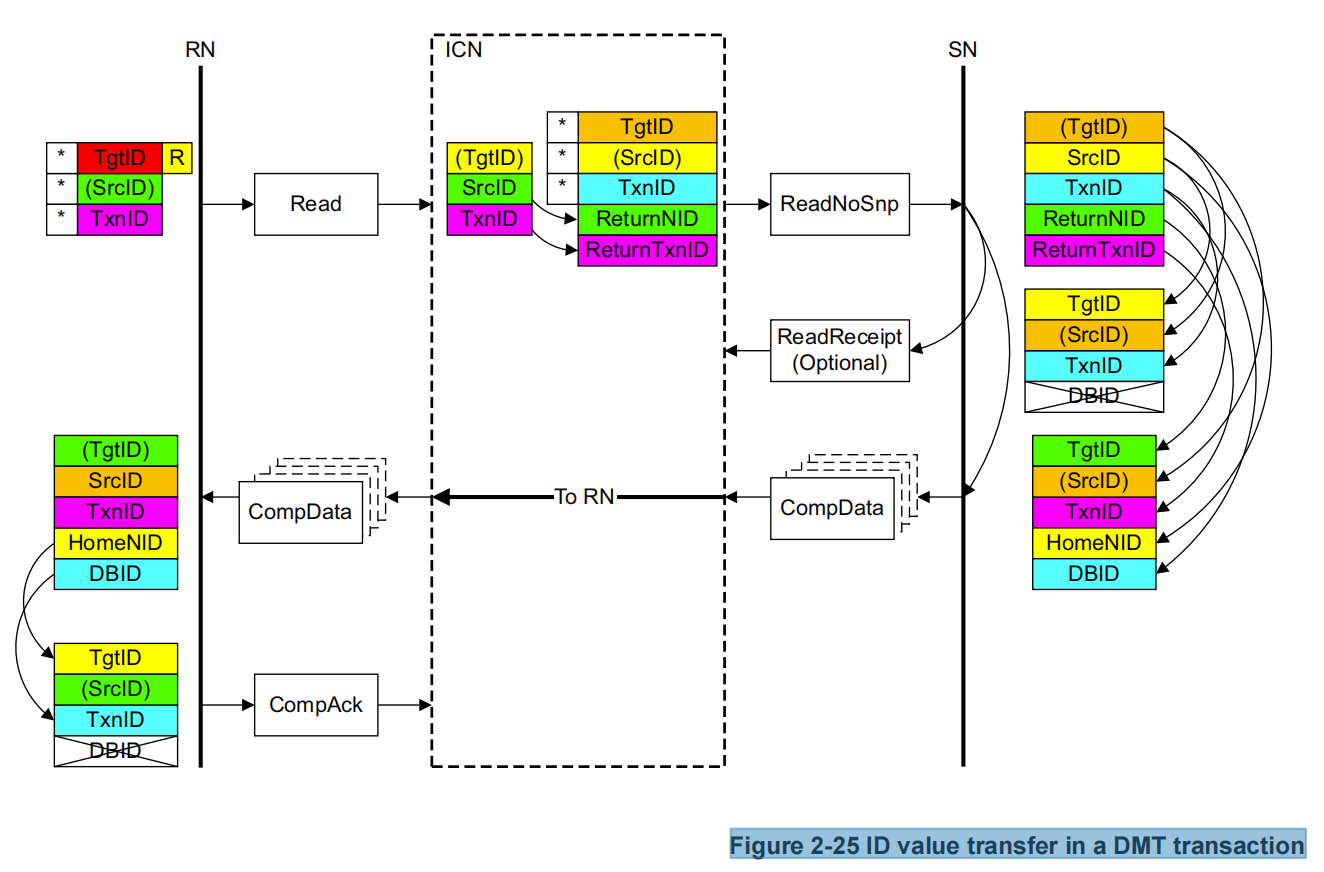 RN
ICN
SN
* TgtID R
* (SrcID)
* TxnID
Read
(TgtID)
SrcID
TxnID
* TgtID
* (SrcID)
* TxnID
ReturnNID
ReturnTxnID
ReadNoSnp
(TgtID)
SrcID
TxnID
ReturnNID
ReturnTxnID
ReadReceipt
(Optional)
TgtID
(SrcID)
TxnID
DBID
(TgtID)
SrcID
TxnID
HomeNID
DBID
CompData
To RN
CompData
TgtID
(SrcID)
TxnID
HomeNID
DBID
TgtID
(SrcID)
TxnID
DBID
CompAck
Figure 2-25 ID value transfer in a DMT transaction